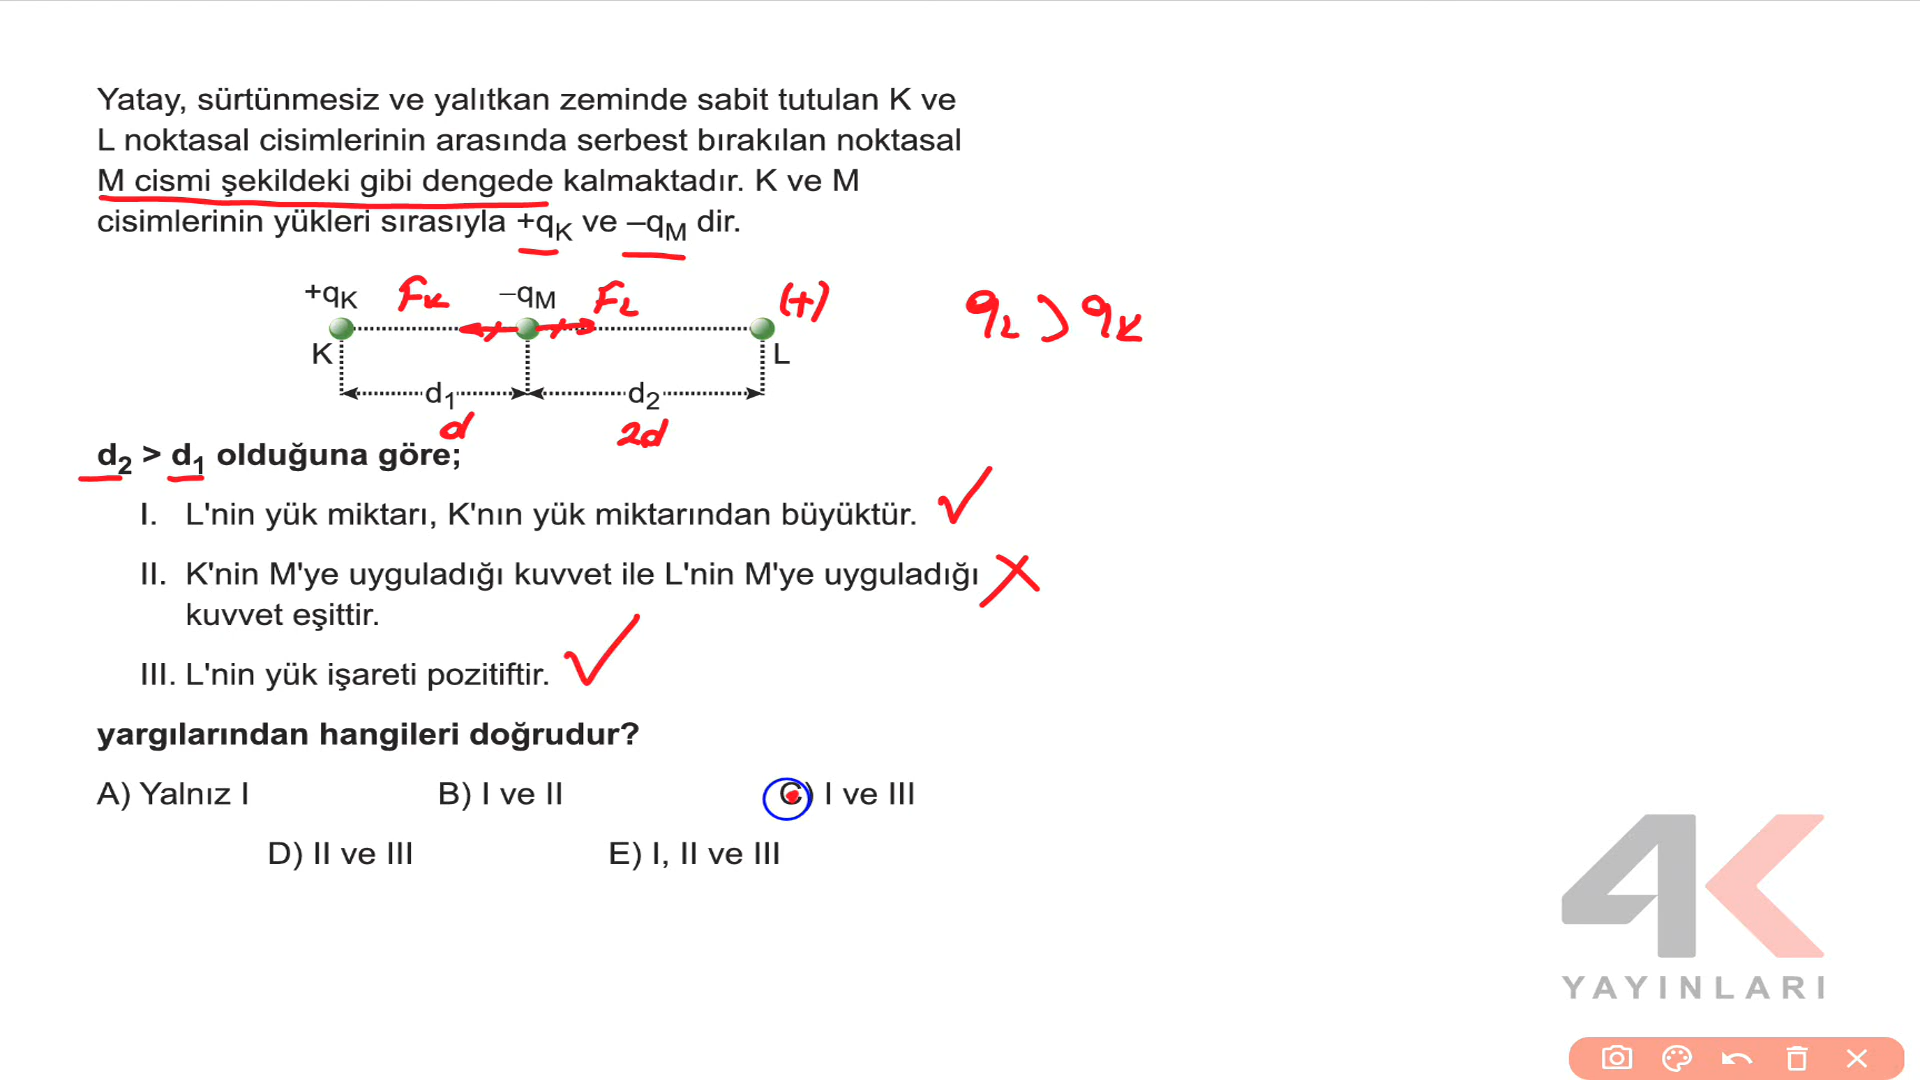 Yatay, sürtünmesiz ve yalıtkan zeminde sabit tutulan K ve
L noktasal cisimlerinin arasında serbest bırakılan noktasal
M cismi şekildeki gibi dengede kalmaktadır. K ve M
cisimlerinin yükleri sırasıyla +qK ve –qM dir.
+qK FK –qM FL (+)
qL > qK
K L
d1 d2
d 2d
d2 > d1 olduğuna göre;
I. L'nin yük miktarı, K'nın yük miktarından büyüktür.
II. K'nin M'ye uyguladığı kuvvet ile L'nin M'ye uyguladığı
kuvvet eşittir.
III. L'nin yük işareti pozitiftir.
yargılarından hangileri doğrudur?
A) Yalnız I B) I ve II C) I ve III
D) II ve III E) I, II ve III
4K
YAYINLARI